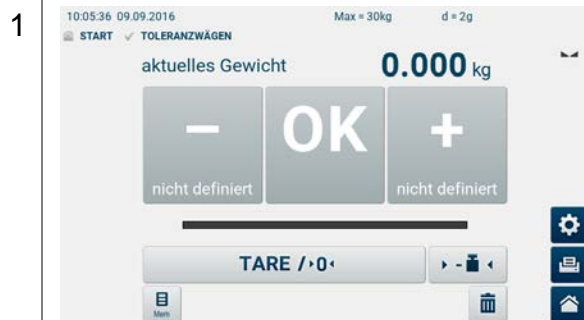 1
10:05:36 09.09.2016 Max = 30kg d = 2g
START TOLERANZWÄGEN
aktuelles Gewicht 0.000 kg
− OK +
nicht definiert nicht definiert
TARE / 0
-
Mem